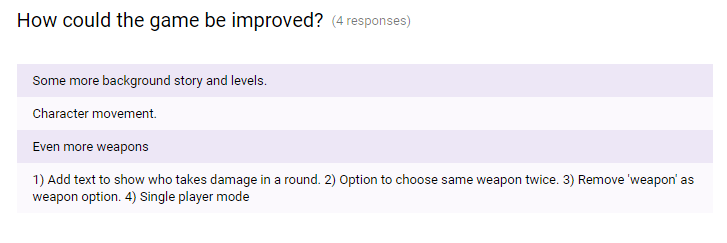 How could the game be improved? (4 responses)
Some more background story and levels.
Character movement.
Even more weapons
1) Add text to show who takes damage in a round. 2) Option to choose same weapon twice. 3) Remove 'weapon' as
weapon option. 4) Single player mode